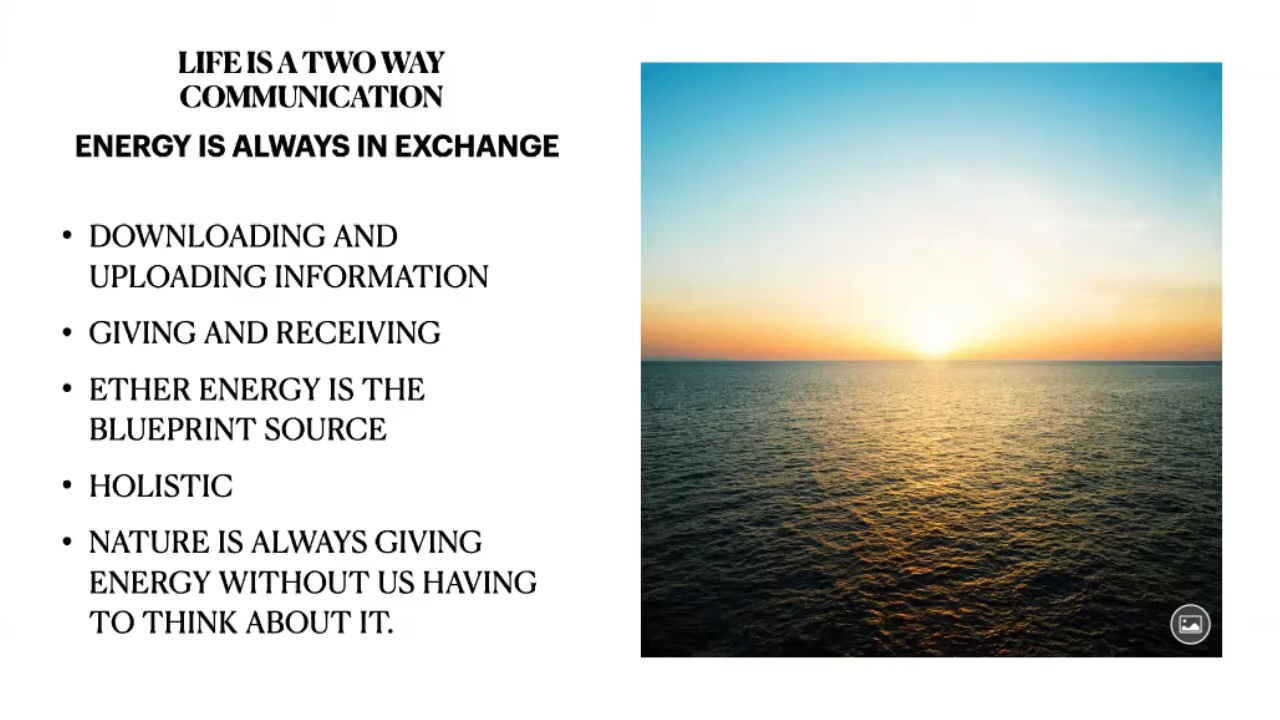 LIFE IS A TWO WAY
COMMUNICATION
ENERGY IS ALWAYS IN EXCHANGE
• DOWNLOADING AND
UPLOADING INFORMATION
• GIVING AND RECEIVING
• ETHER ENERGY IS THE
BLUEPRINT SOURCE
• HOLISTIC
• NATURE IS ALWAYS GIVING
ENERGY WITHOUT US HAVING
TO THINK ABOUT IT.